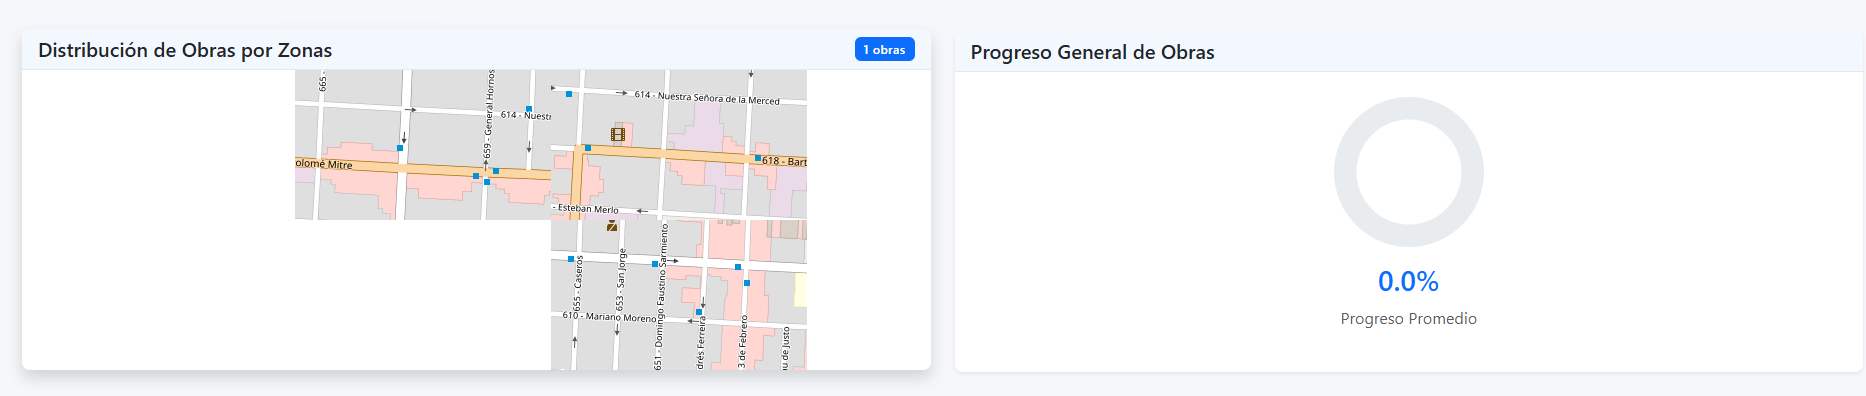 Distribución de Obras por Zonas
1 obras
665 -
659 - General Hornos
614 - Nuestr
olomé Mitre
614 - Nuestra Señora de la Merced
618 - Bart
- Esteban Merlo
655 - Caseros
653 - San Jorge
651 - Domingo Faustino Sarmiento
610 - Mariano Moreno
drés Ferreira
3 de Febrero
u de Justo
Progreso General de Obras
0.0%
Progreso Promedio